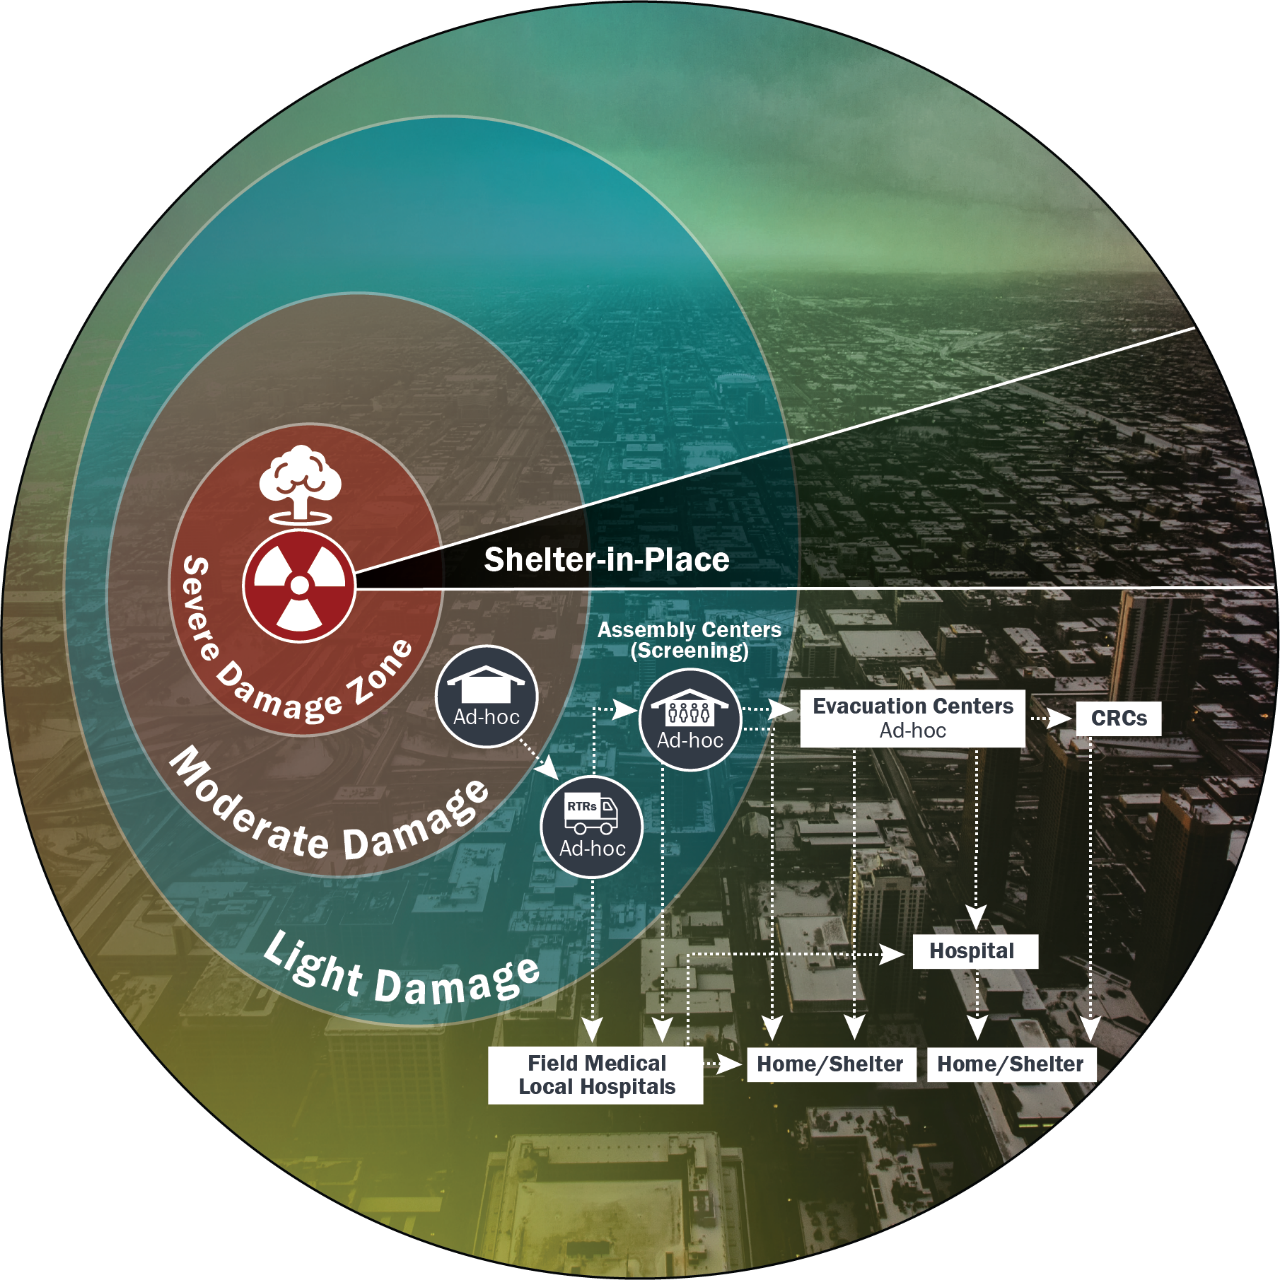 Shelter-in-Place
Severe Damage Zone
Moderate Damage
Light Damage
Ad-hoc
RTRs
Ad-hoc
Assembly Centers
(Screening)
Ad-hoc
Evacuation Centers
Ad-hoc
CRCs
Hospital
Field Medical
Local Hospitals
Home/Shelter
Home/Shelter